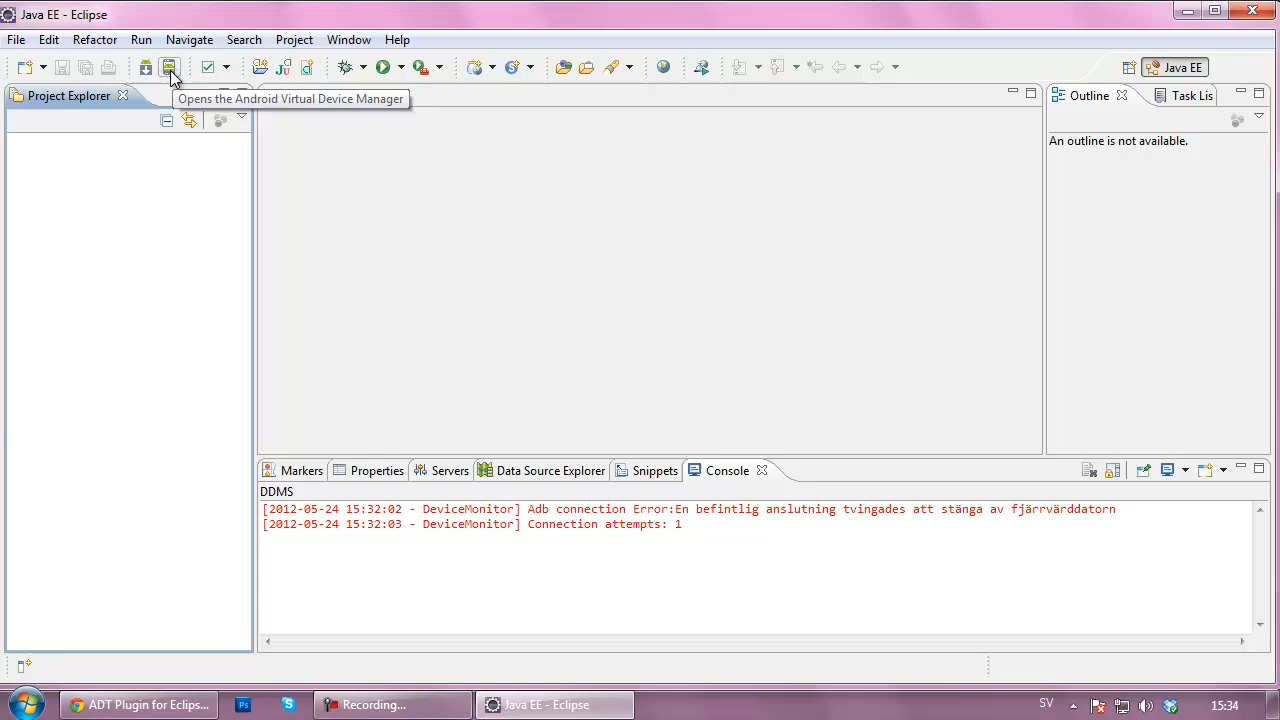 Java EE - Eclipse
File Edit Refactor Run Navigate Search Project Window Help
Java EE
Project Explorer
Opens the Android Virtual Device Manager
Outline Task Lis
An outline is not available.
Markers Properties Servers Data Source Explorer Snippets Console
DDMS
[2012-05-24 15:32:02 - DeviceMonitor] Adb connection Error:En befintlig anslutning tvingades att stänga av fjärrvärddatorn
[2012-05-24 15:32:03 - DeviceMonitor] Connection attempts: 1
ADT Plugin for Eclips... Ps Recording... Java EE - Eclipse SV 15:34